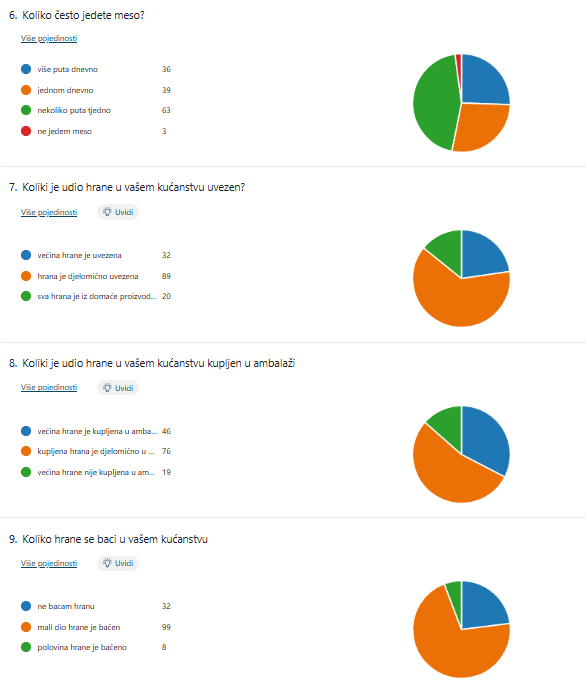 6. Koliko često jedete meso?
Više pojedinosti
više puta dnevno 36
jednom dnevno 39
nekoliko puta tjedno 63
ne jedem meso 3
7. Koliki je udio hrane u vašem kućanstvu uvezen?
Više pojedinosti Uvidi
većina hrane je uvezena 32
hrana je djelomično uvezena 89
sva hrana je iz domaće proizvod... 20
8. Koliki je udio hrane u vašem kućanstvu kupljen u ambalaži
Više pojedinosti Uvidi
većina hrane je kupljena u amba... 46
kupljena hrana je djelomično u ... 76
većina hrane nije kupljena u am... 19
9. Koliko hrane se baci u vašem kućanstvu
Više pojedinosti Uvidi
ne bacam hranu 32
mali dio hrane je bačen 99
polovina hrane je bačeno 8